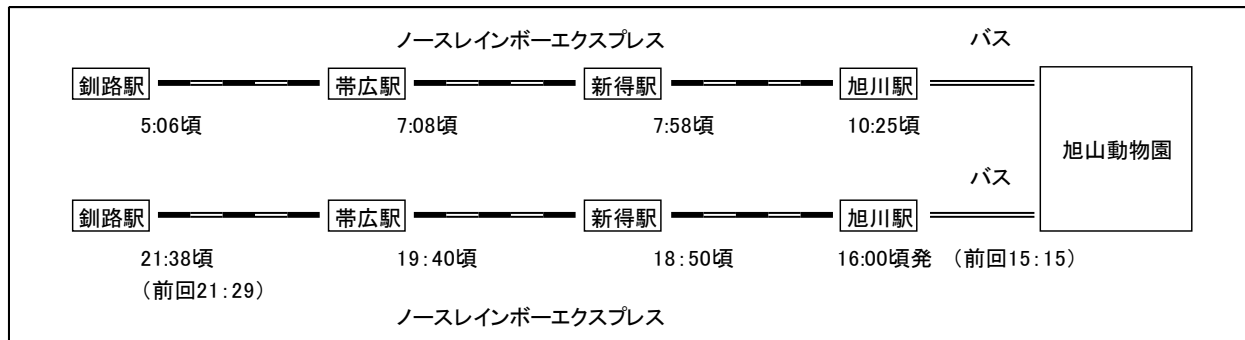 ノースレインボーエクスプレス バス
釧路駅 帯広駅 新得駅 旭川駅
5:06頃 7:08頃 7:58頃 10:25頃
旭山動物園
バス
釧路駅 帯広駅 新得駅 旭川駅
21:38頃 19:40頃 18:50頃 16:00頃発 （前回15:15）
（前回21:29）
ノースレインボーエクスプレス